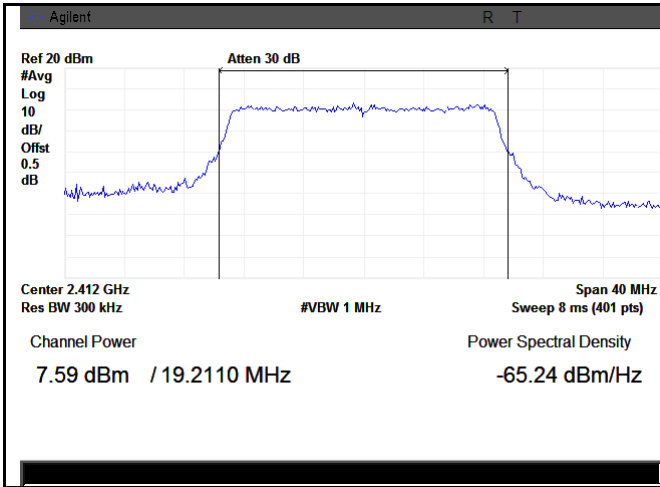 Agilent R T
Ref 20 dBm Atten 30 dB
#Avg
Log
10
dB/
Offst
0.5
dB
Center 2.412 GHz Span 40 MHz
Res BW 300 kHz #VBW 1 MHz Sweep 8 ms (401 pts)
Channel Power Power Spectral Density
7.59 dBm / 19.2110 MHz -65.24 dBm/Hz